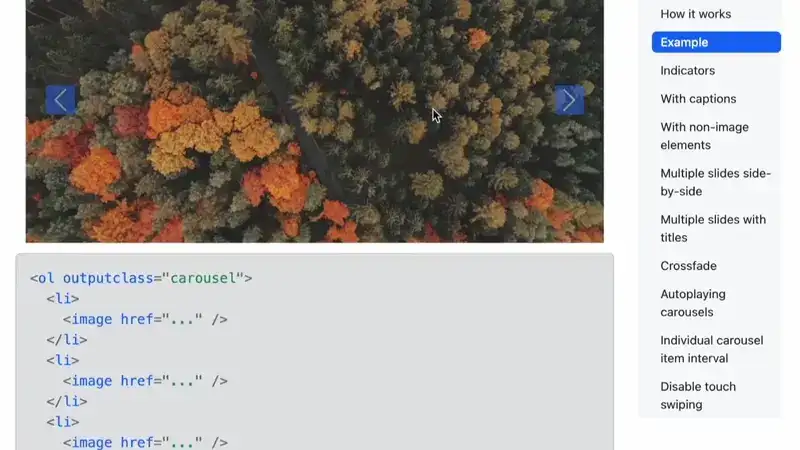 <ol outputclass="carousel">
<li>
<image href="..." />
</li>
<li>
<image href="..." />
</li>
<li>
<image href="..." />
How it works
Example
Indicators
With captions
With non-image
elements
Multiple slides side-
by-side
Multiple slides with
titles
Crossfade
Autoplaying
carousels
Individual carousel
item interval
Disable touch
swiping